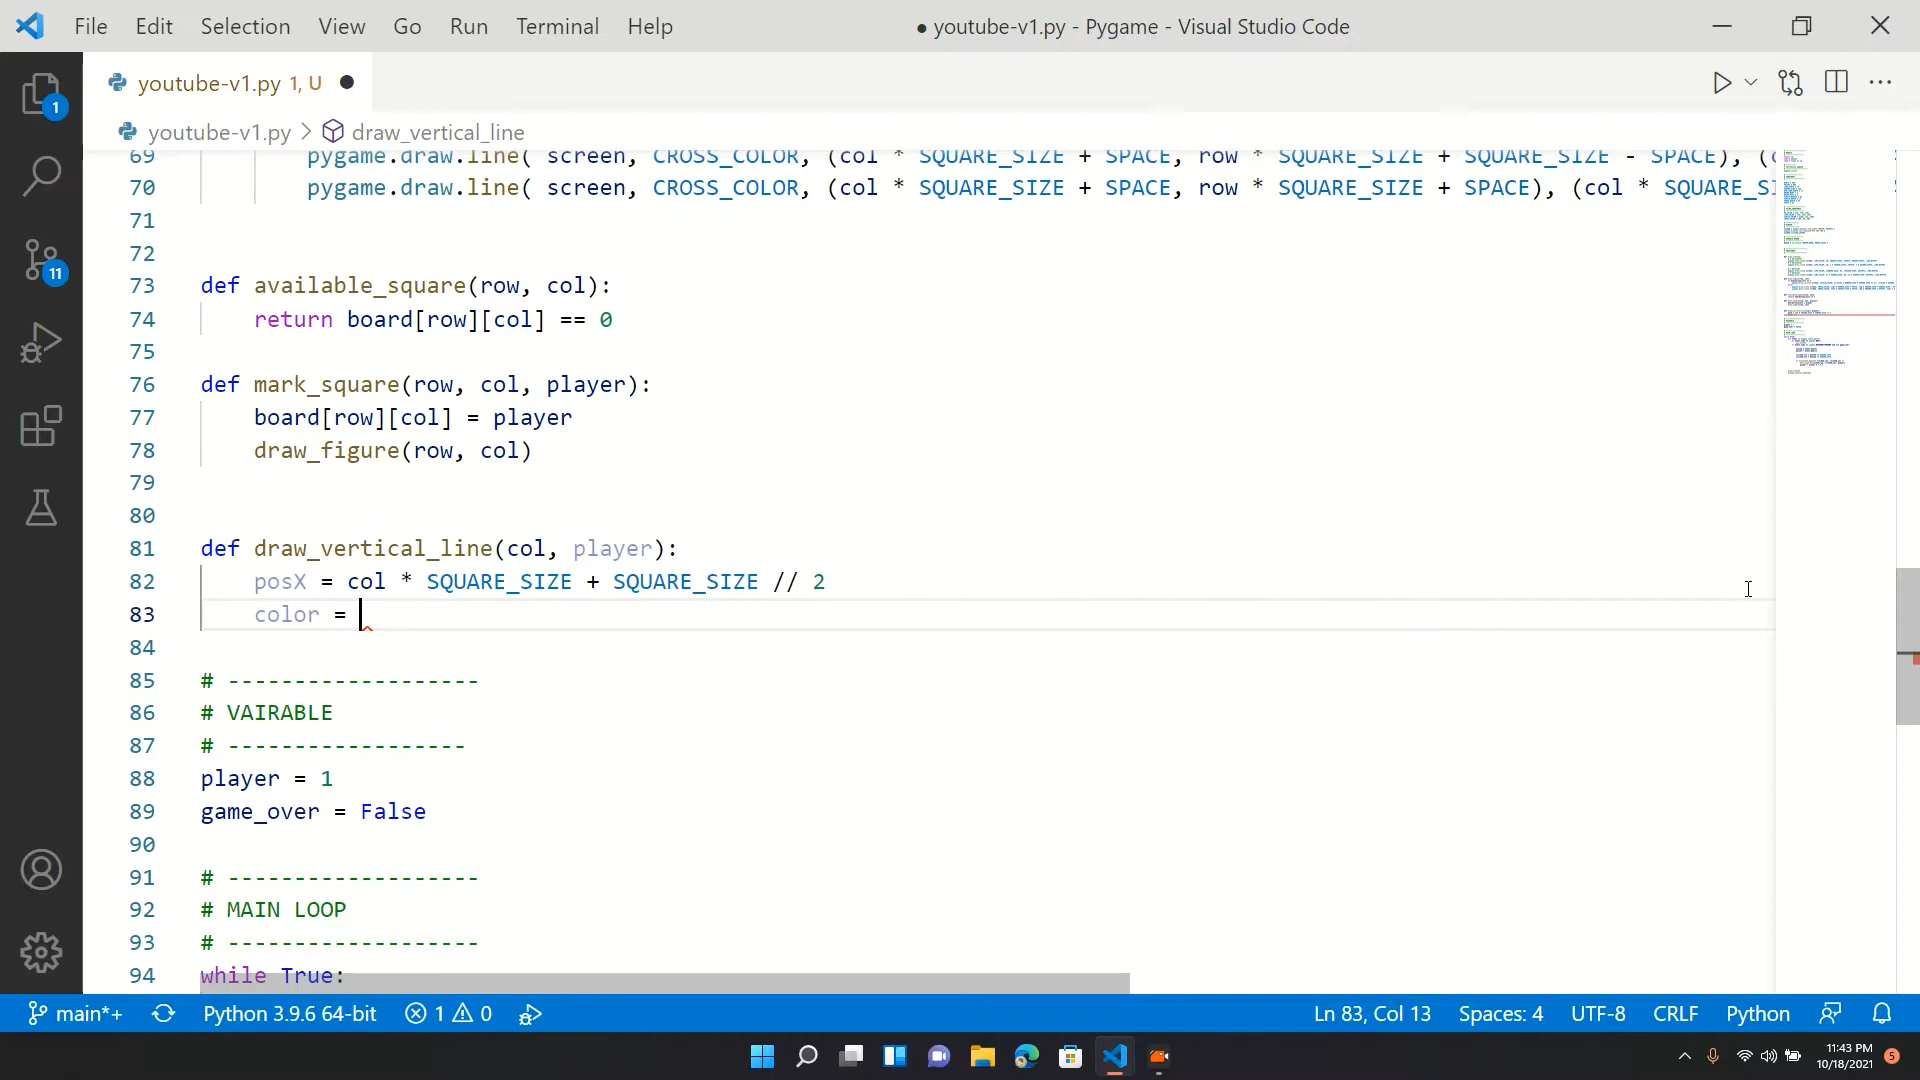 File Edit Selection View Go Run Terminal Help
● youtube-v1.py - Pygame - Visual Studio Code
youtube-v1.py 1, U
youtube-v1.py > draw_vertical_line
1
11
69 pygame.draw.line( screen, CROSS_COLOR, (col * SQUARE_SIZE + SPACE, row * SQUARE_SIZE + SQUARE_SIZE - SPACE), (c
70 pygame.draw.line( screen, CROSS_COLOR, (col * SQUARE_SIZE + SPACE, row * SQUARE_SIZE + SPACE), (col * SQUARE_SI
71
72
73 def available_square(row, col):
74 return board[row][col] == 0
75
76 def mark_square(row, col, player):
77 board[row][col] = player
78 draw_figure(row, col)
79
80
81 def draw_vertical_line(col, player):
82 posX = col * SQUARE_SIZE + SQUARE_SIZE // 2
83 color =
84
85 # -------------------
86 # VAIRABLE
87 # ------------------
88 player = 1
89 game_over = False
90
91 # -------------------
92 # MAIN LOOP
93 # -------------------
94 while True:
main*+ Python 3.9.6 64-bit 1 0 Ln 83, Col 13 Spaces: 4 UTF-8 CRLF Python
11:43 PM
10/18/2021
5